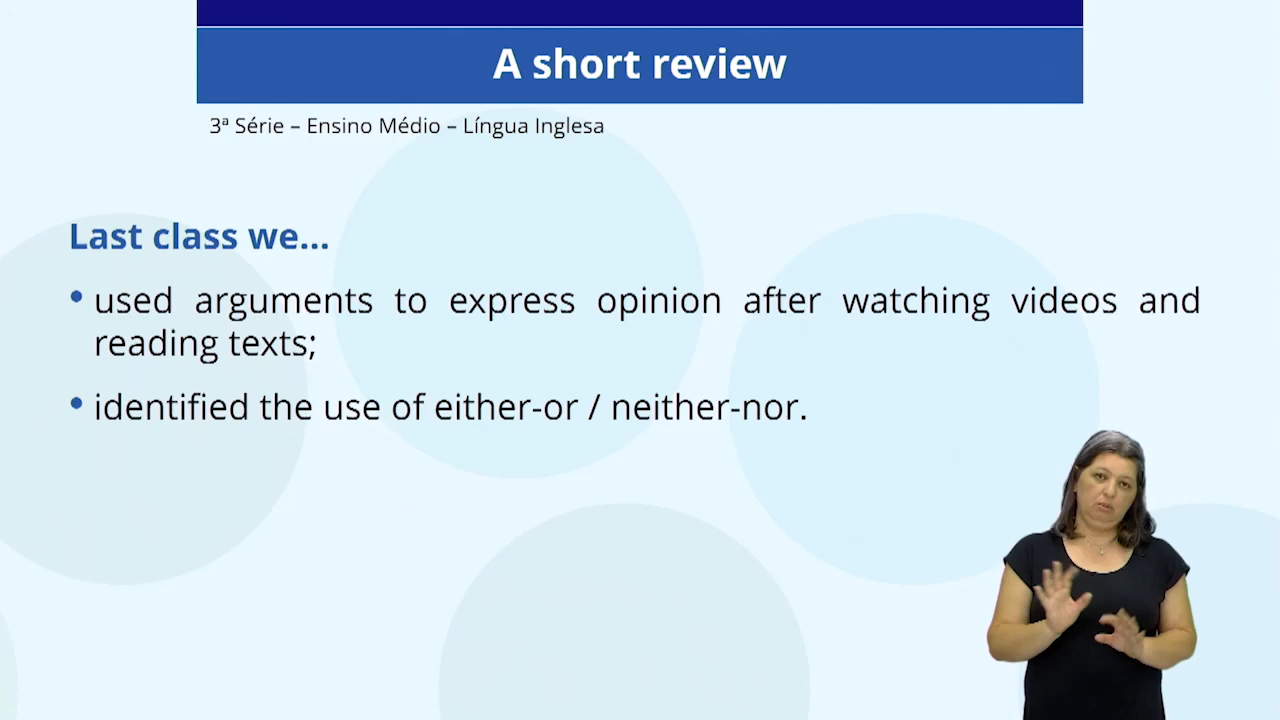 A short review
3ª Série – Ensino Médio – Língua Inglesa
Last class we...
• used arguments to express opinion after watching videos and
reading texts;
• identified the use of either-or / neither-nor.